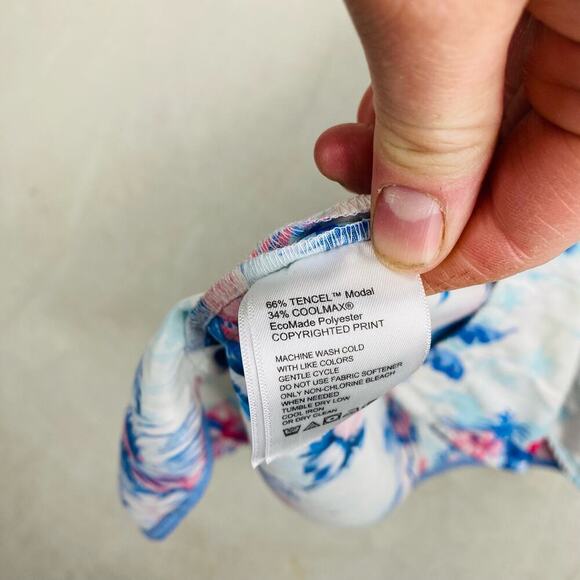 66% TENCEL™ Modal
34% COOLMAX®
EcoMade Polyester
COPYRIGHTED PRINT
MACHINE WASH COLD
WITH LIKE COLORS
GENTLE CYCLE
DO NOT USE FABRIC SOFTENER
ONLY NON-CHLORINE BLEACH
WHEN NEEDED
TUMBLE DRY LOW
COOL IRON
OR DRY CLEAN